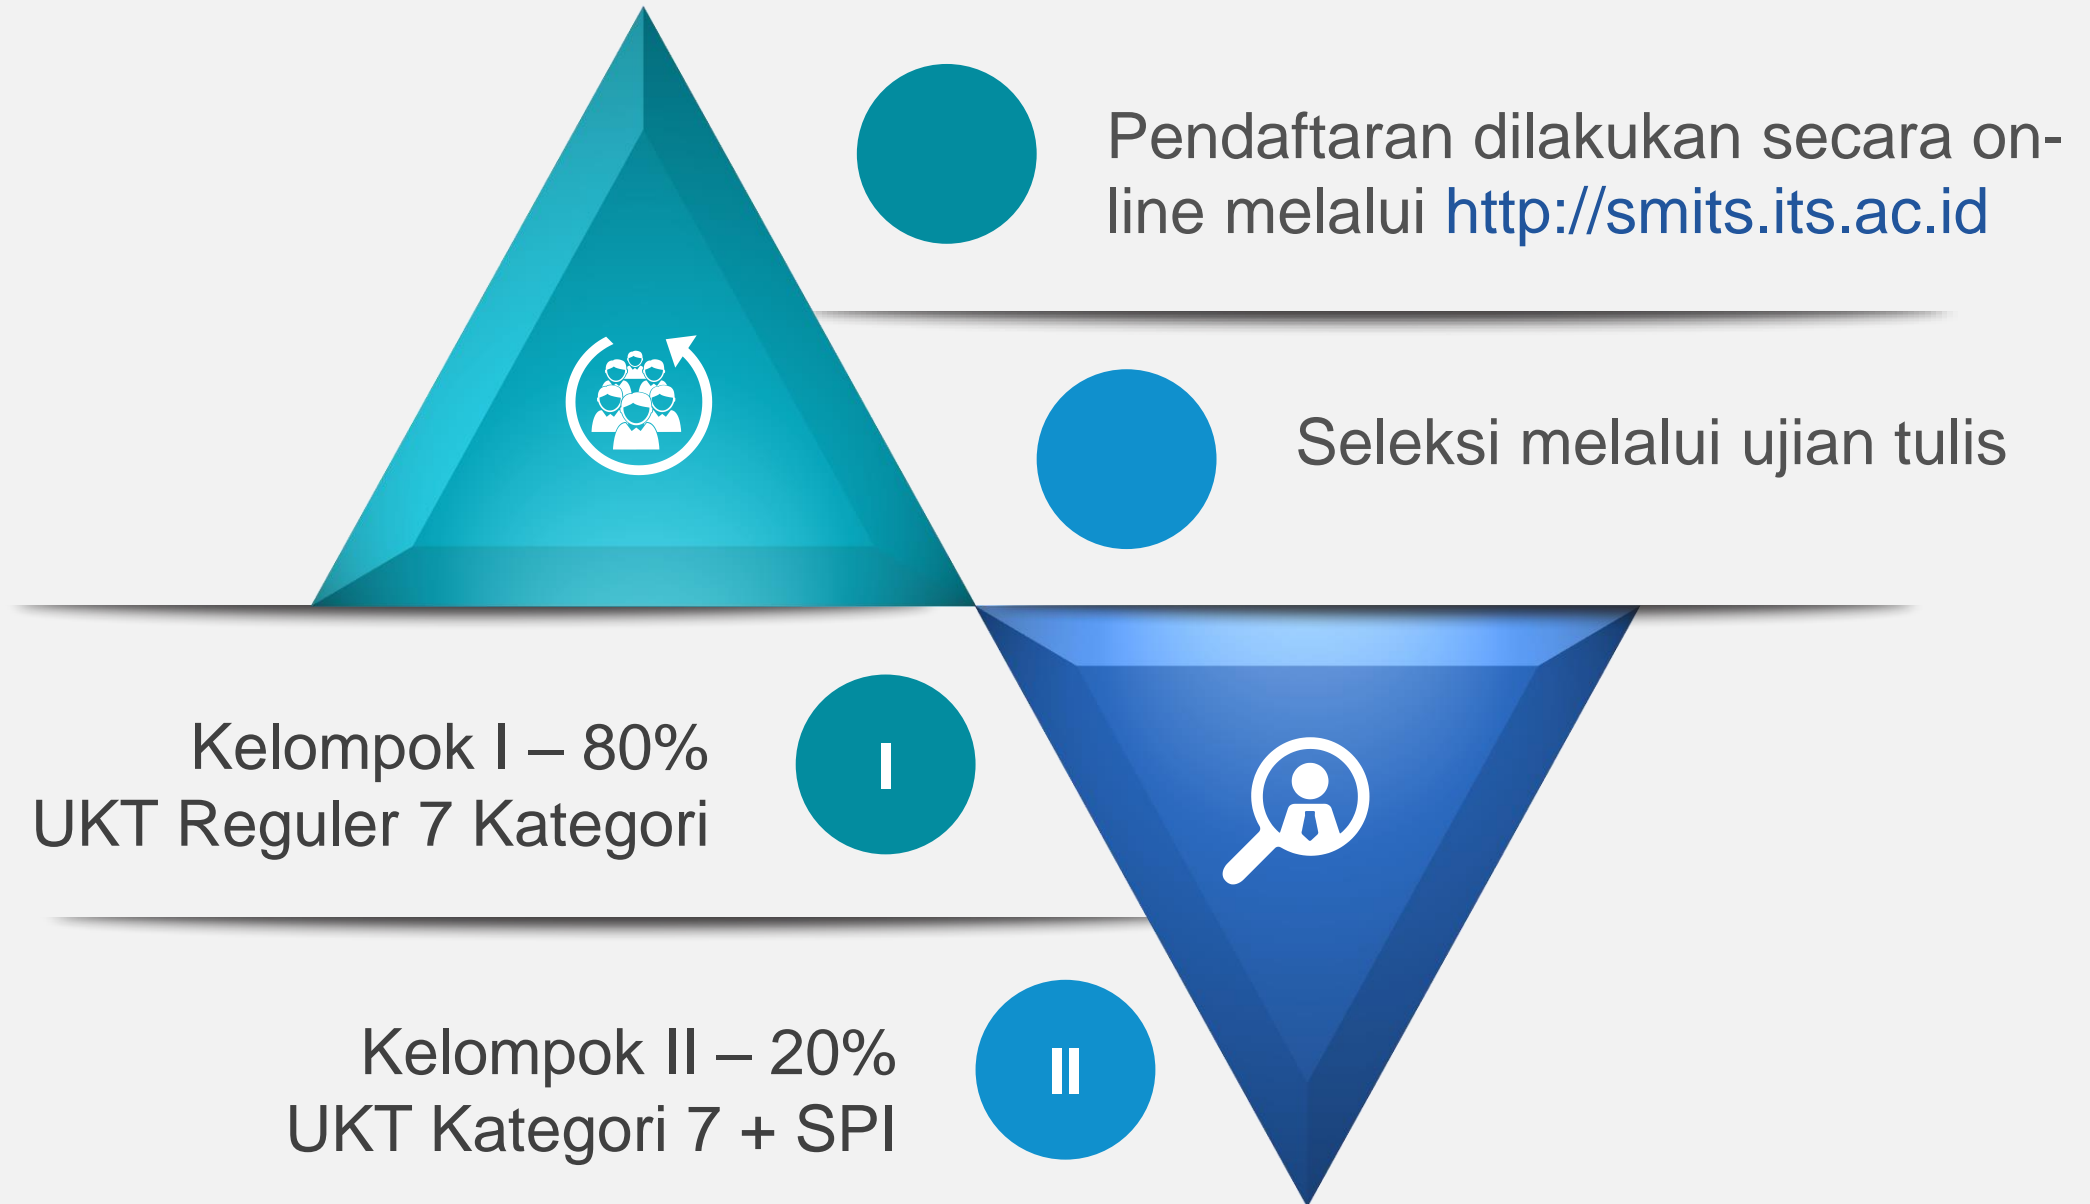 Pendaftaran dilakukan secara on-
line melalui http://smits.its.ac.id
Seleksi melalui ujian tulis
Kelompok I – 80%
UKT Reguler 7 Kategori
I
Kelompok II – 20%
UKT Kategori 7 + SPI
II